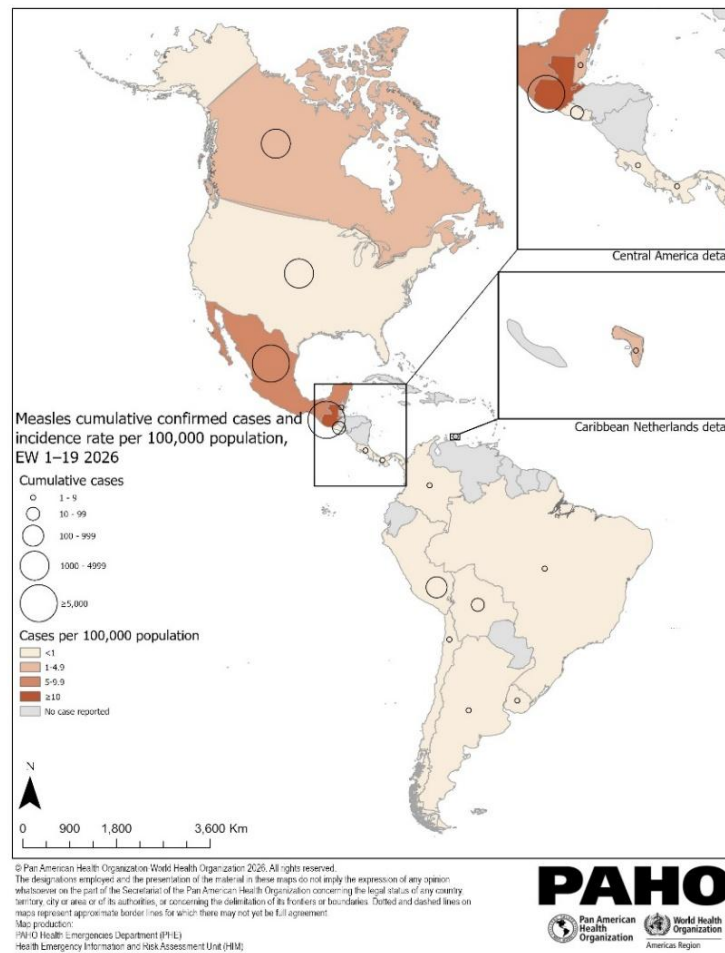 Central America deta
Caribbean Netherlands deta
Measles cumulative confirmed cases and
incidence rate per 100,000 population,
EW 1–19 2026
Cumulative cases
1 - 9
10 - 99
100 - 999
1000 - 4999
≥5,000
Cases per 100,000 population
<1
1-4.9
5-9.9
≥10
No case reported
N
0 900 1,800 3,600 Km
© Pan American Health Organization-World Health Organization 2026. All rights reserved.
The designations employed and the presentation of the material in these maps do not imply the expression of any opinion
whatsoever on the part of the Secretariat of the Pan American Health Organization concerning the legal status of any country,
territory, city or area or of its authorities, or concerning the delimitation of its frontiers or boundaries. Dotted and dashed lines on
maps represent approximate border lines for which there may not yet be full agreement.
Map production:
PAHO Health Emergencies Department (PHE)
Health Emergency Information and Risk Assessment Unit (HIM)
PAHO
Pan American
Health
Organization
World Health
Organization
Americas Region